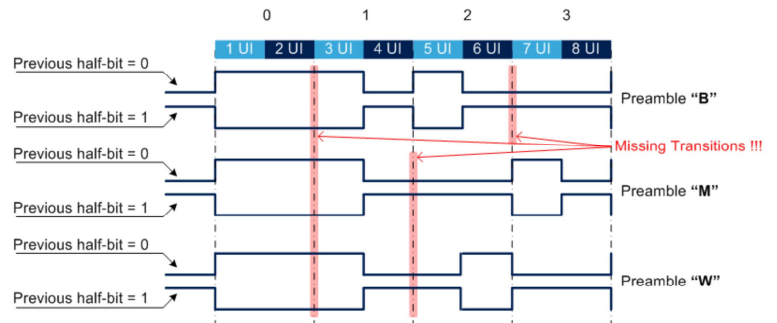 0 1 2 3
1 UI 2 UI 3 UI 4 UI 5 UI 6 UI 7 UI 8 UI
Previous half-bit = 0
Preamble “B”
Previous half-bit = 1
Missing Transitions !!!
Previous half-bit = 0
Preamble “M”
Previous half-bit = 1
Previous half-bit = 0
Preamble “W”
Previous half-bit = 1